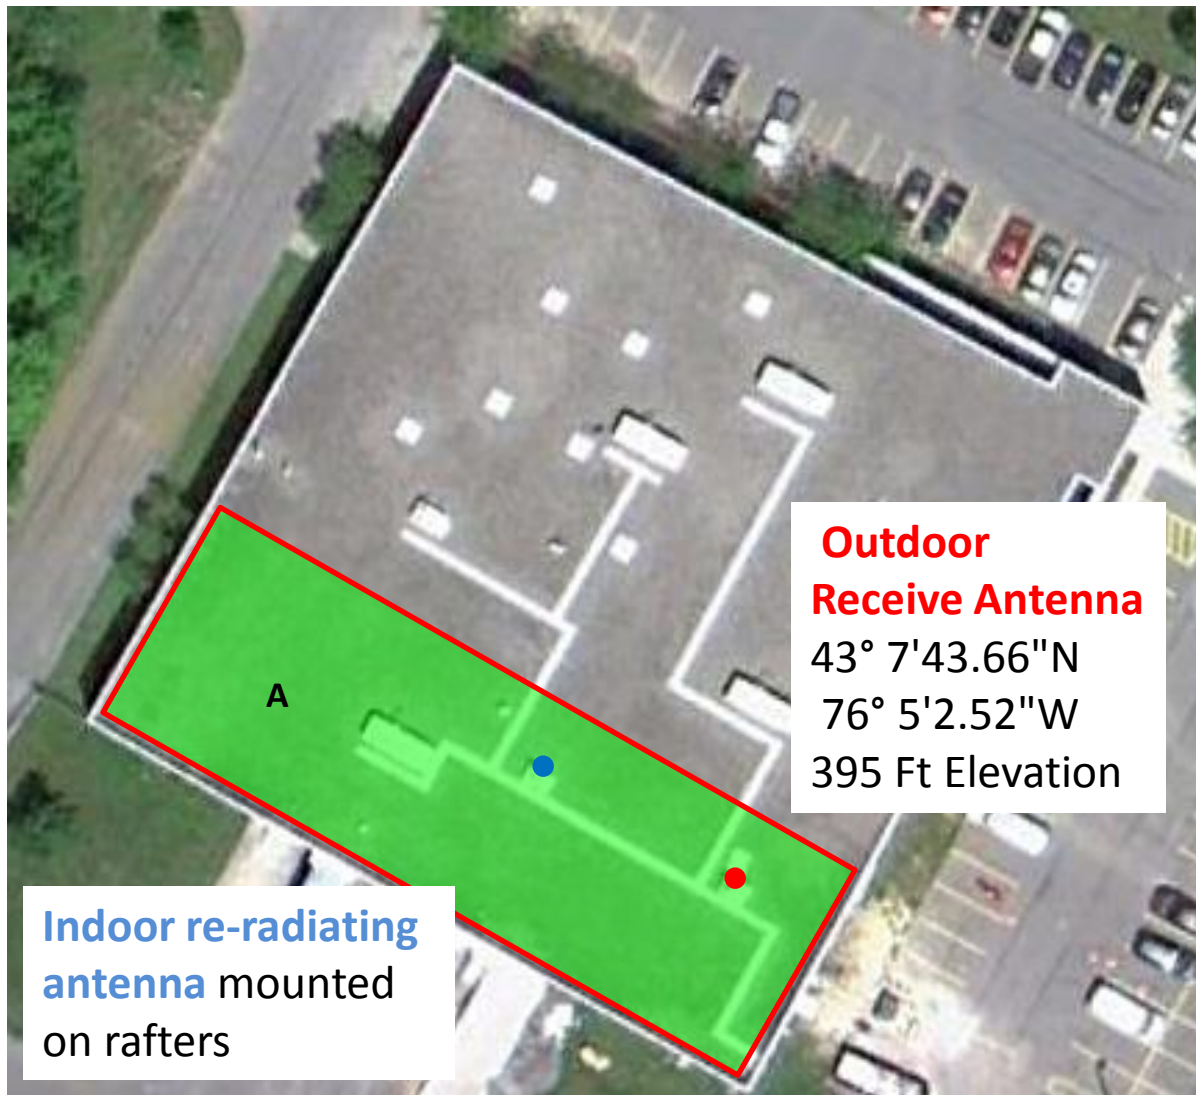 Outdoor
Receive Antenna
43° 7'43.66"N
76° 5'2.52"W
395 Ft Elevation
A
Indoor re-radiating
antenna mounted
on rafters